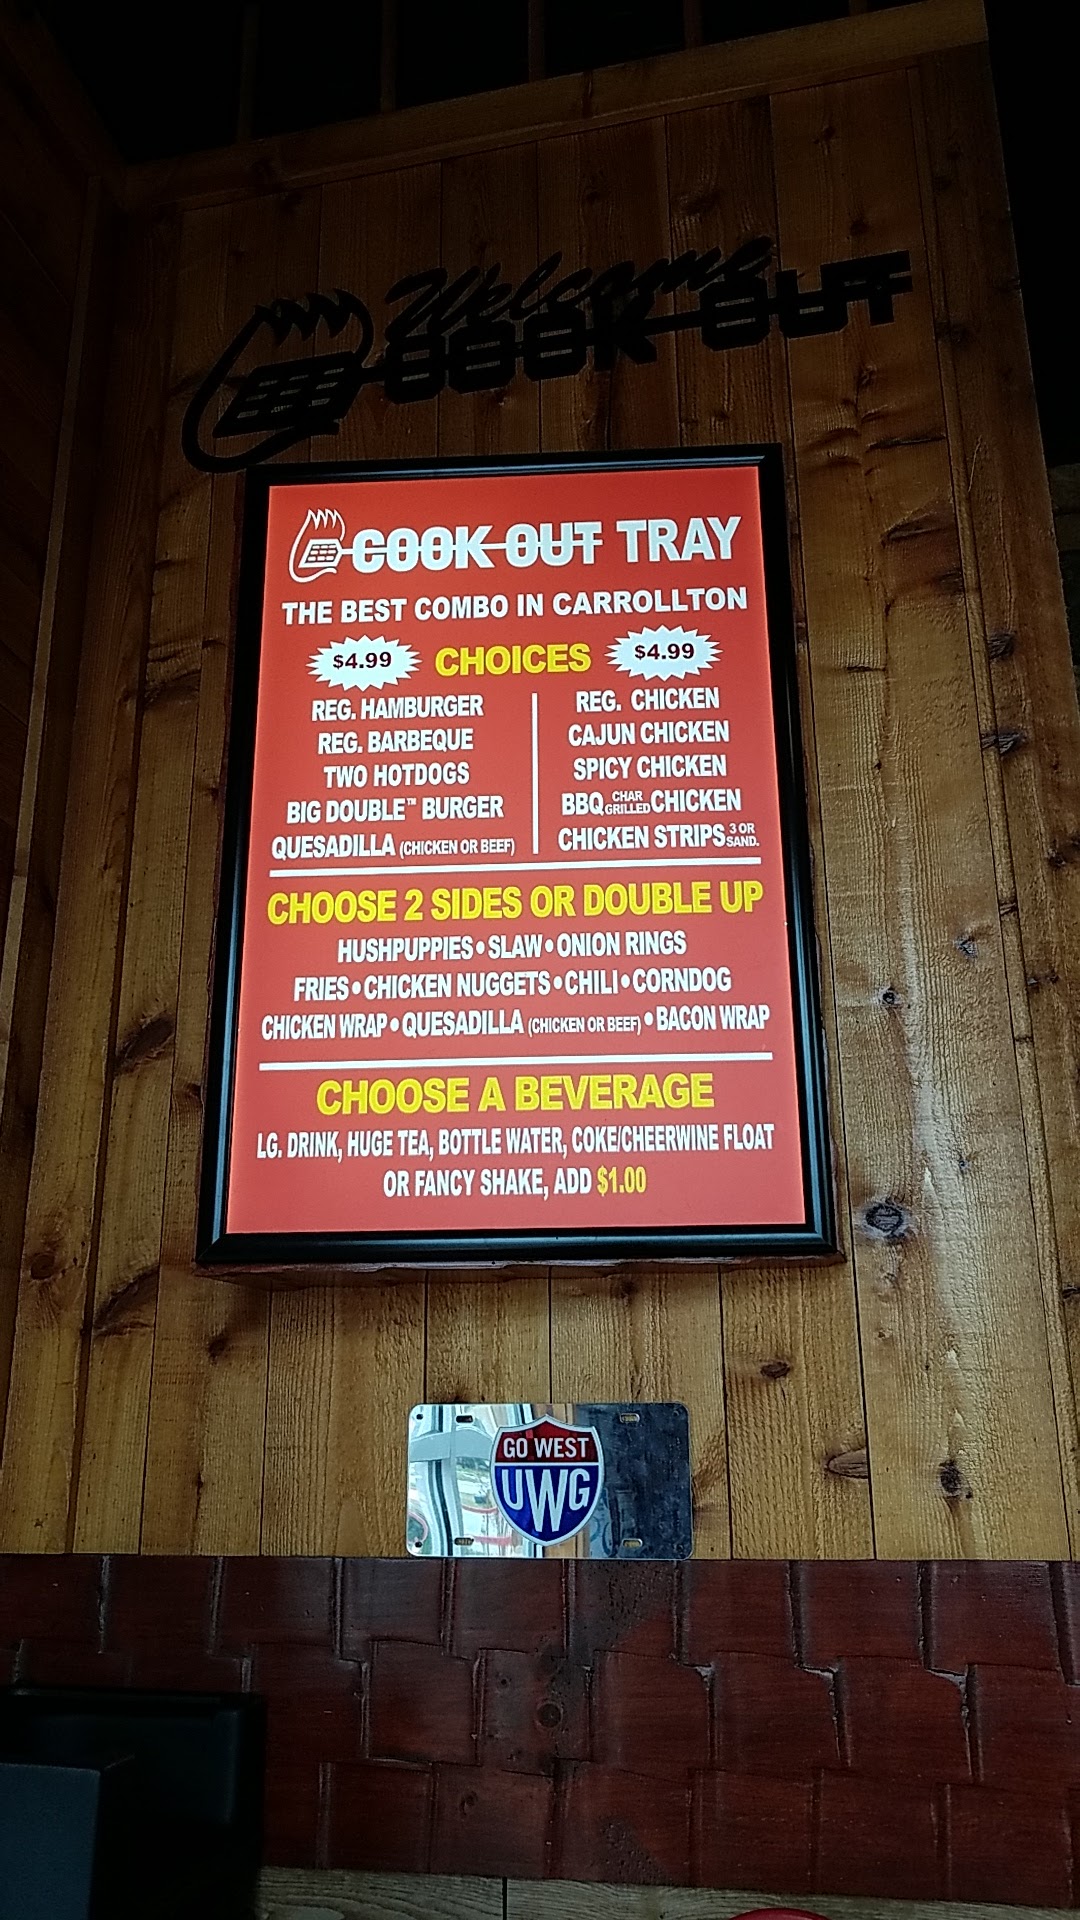 Welcome
COOK OUT
COOK OUT TRAY
THE BEST COMBO IN CARROLLTON
$4.99 CHOICES $4.99
REG. HAMBURGER
REG. BARBEQUE
TWO HOTDOGS
BIG DOUBLE™ BURGER
QUESADILLA (CHICKEN OR BEEF)
REG. CHICKEN
CAJUN CHICKEN
SPICY CHICKEN
BBQ CHAR GRILLED CHICKEN
CHICKEN STRIPS 3 OR SAND.
CHOOSE 2 SIDES OR DOUBLE UP
HUSHPUPPIES • SLAW • ONION RINGS
FRIES • CHICKEN NUGGETS • CHILI • CORNDOG
CHICKEN WRAP • QUESADILLA (CHICKEN OR BEEF) • BACON WRAP
CHOOSE A BEVERAGE
LG. DRINK, HUGE TEA, BOTTLE WATER, COKE/CHEERWINE FLOAT
OR FANCY SHAKE, ADD $1.00
GO WEST
UWG